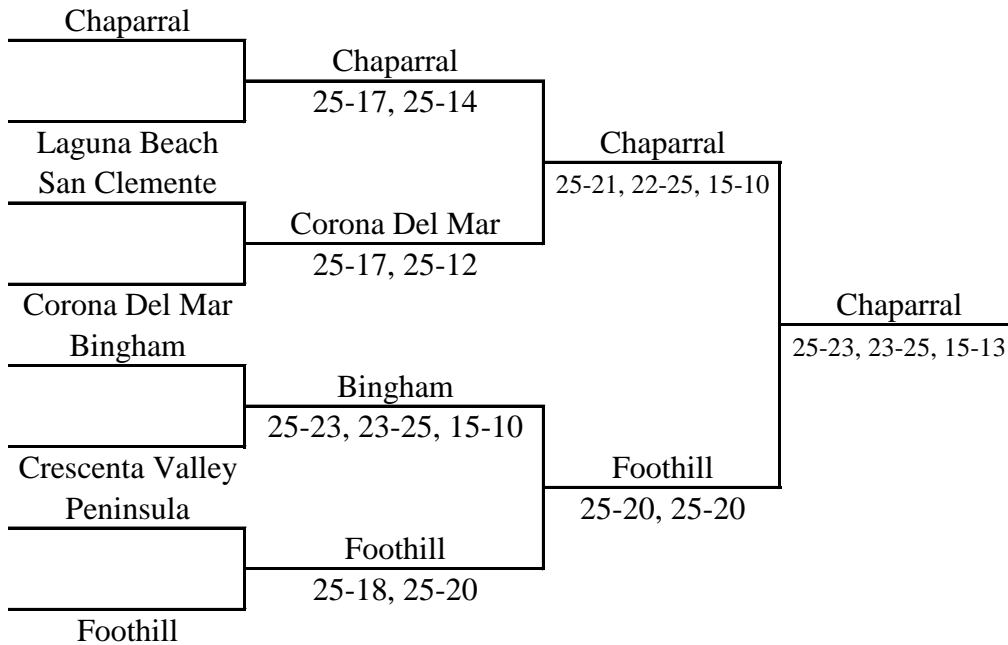 Chaparral
Chaparral
25-17, 25-14
Laguna Beach
Chaparral
San Clemente
25-21, 22-25, 15-10
Corona Del Mar
25-17, 25-12
Corona Del Mar
Chaparral
Bingham
25-23, 23-25, 15-13
Bingham
25-23, 23-25, 15-10
Crescenta Valley
Foothill
Peninsula
25-20, 25-20
Foothill
25-18, 25-20
Foothill